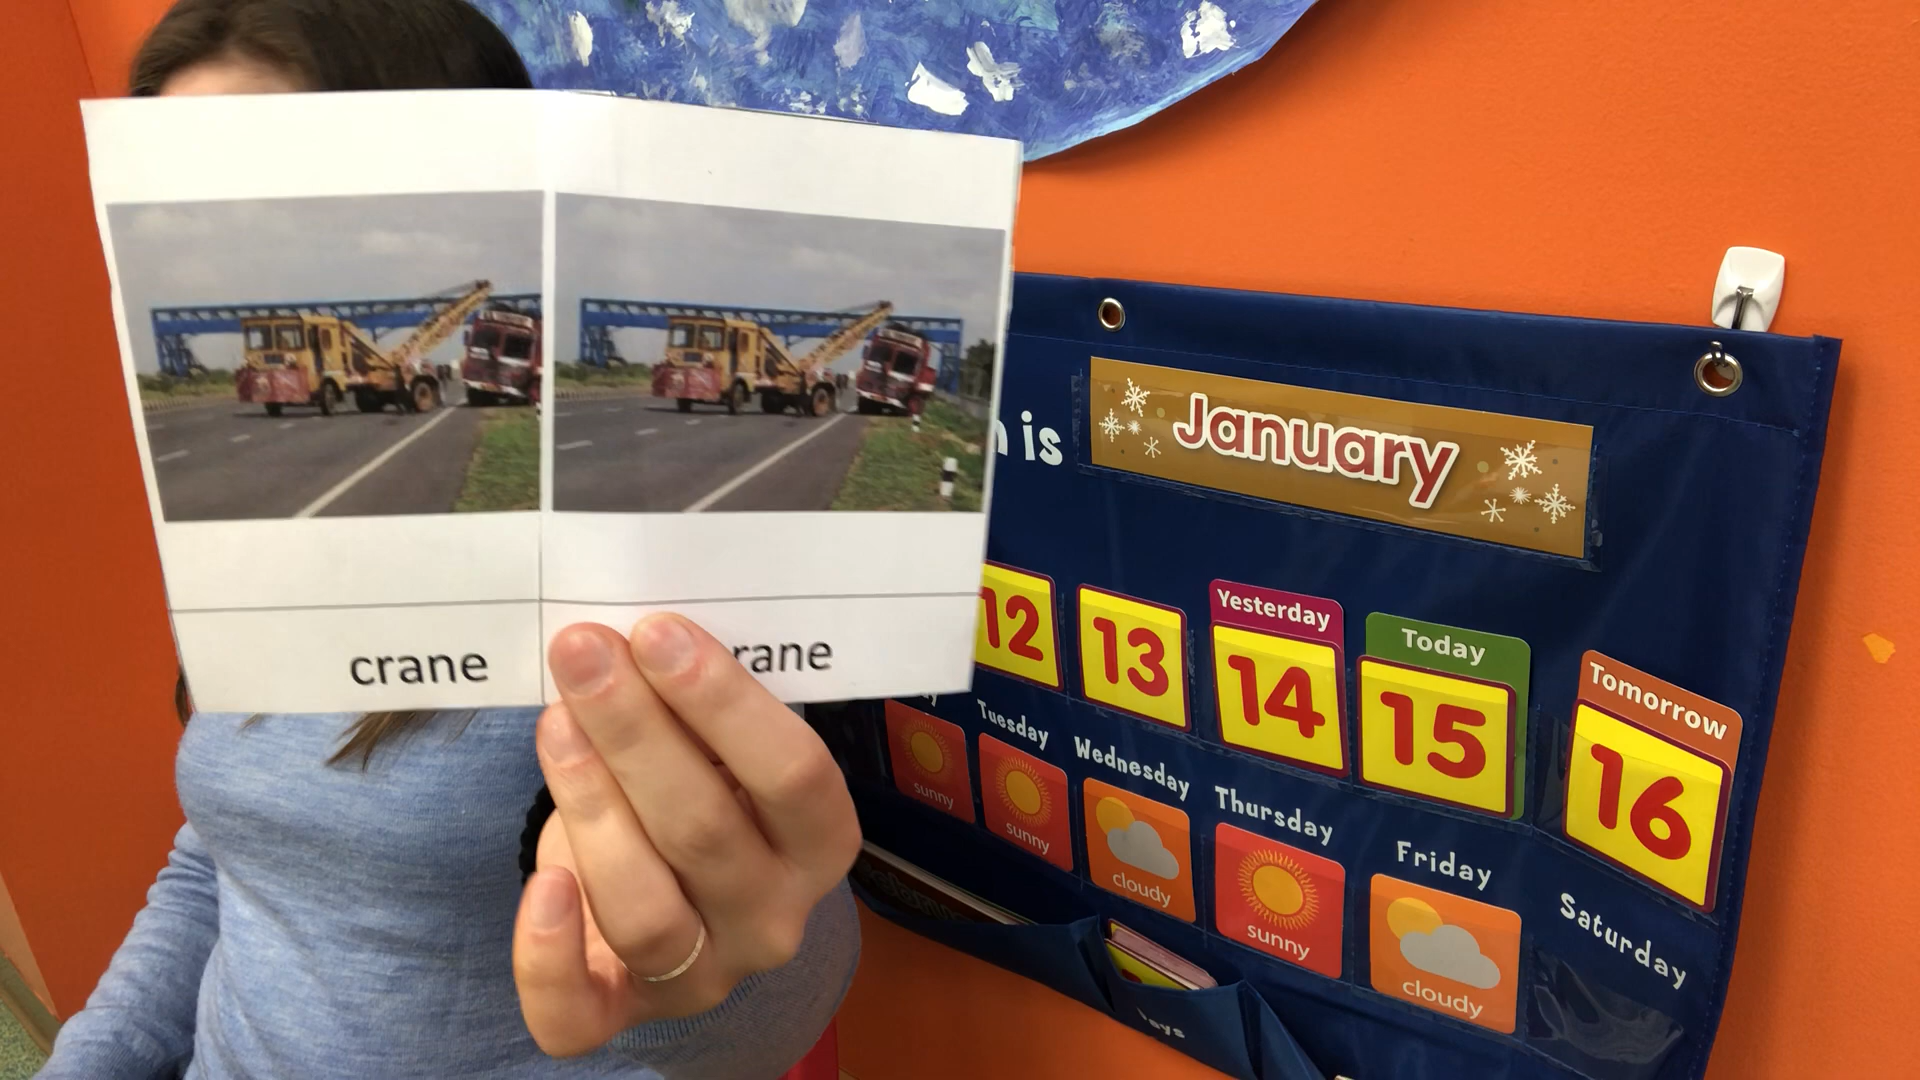 crane
rane
is
January
12
13
Yesterday
14
Today
15
Tomorrow
16
Tuesday
Wednesday
Thursday
Friday
Saturday
sunny
sunny
cloudy
sunny
cloudy